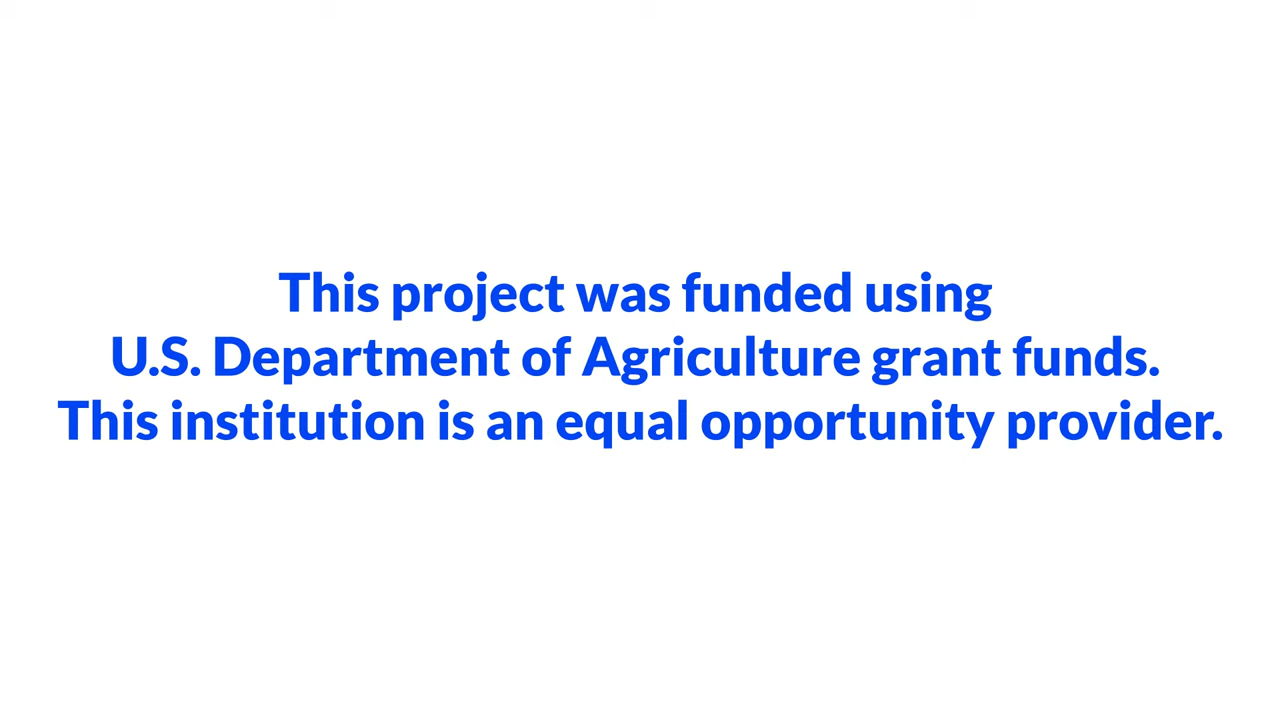 This project was funded using
U.S. Department of Agriculture grant funds.
This institution is an equal opportunity provider.